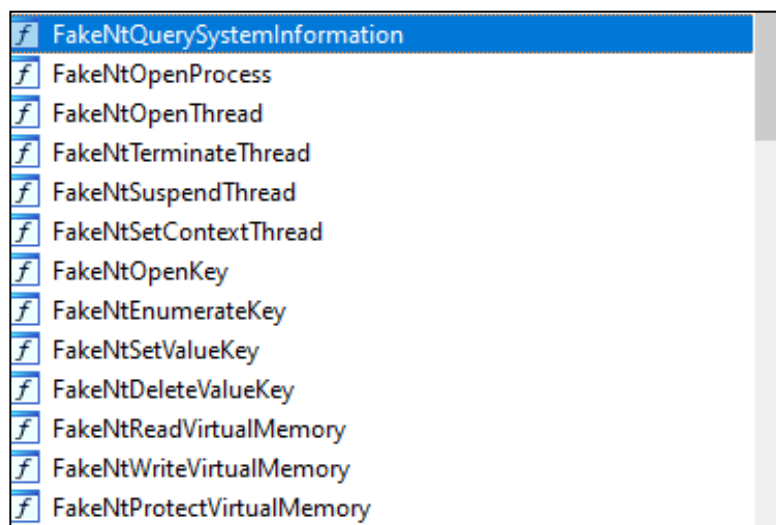 FakeNtQuerySystemInformation
FakeNtOpenProcess
FakeNtOpenThread
FakeNtTerminateThread
FakeNtSuspendThread
FakeNtSetContextThread
FakeNtOpenKey
FakeNtEnumerateKey
FakeNtSetValueKey
FakeNtDeleteValueKey
FakeNtReadVirtualMemory
FakeNtWriteVirtualMemory
FakeNtProtectVirtualMemory